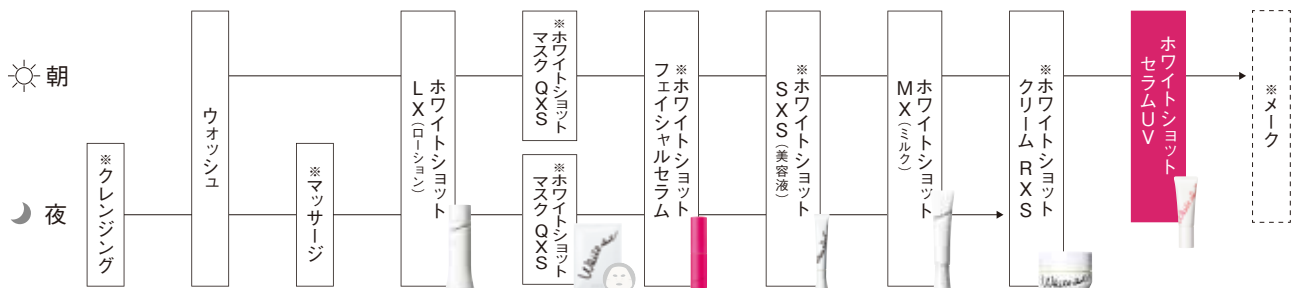 朝
夜
※クレンジング
ウォッシュ
※マッサージ
ホワイトショット
LX(ローション)
※ホワイトショット
マスク QXS
※ホワイトショット
マスク QXS
※ホワイトショット
フェイシャルセラム
※ホワイトショット
SXS(美容液)
ホワイトショット
MX(ミルク)
※ホワイトショット
クリーム RXS
ホワイトショット
セラムUV
※メーク